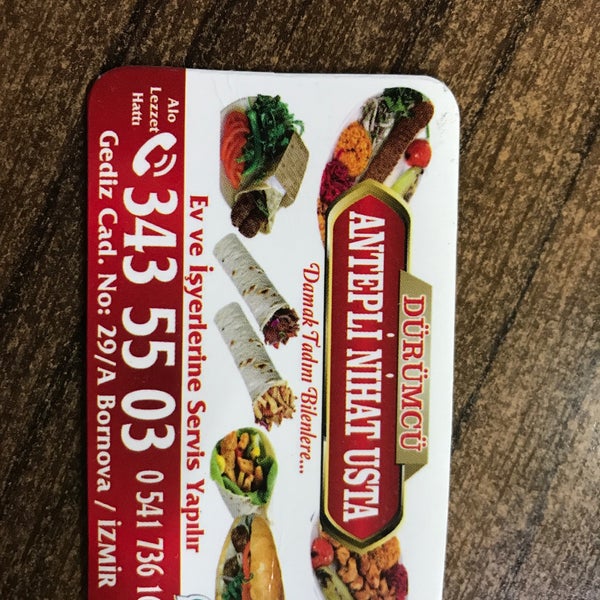 DÜRÜMCÜ
ANTEPLİ NİHAT USTA
Damak Tadını Bilenlere...
Ev ve İşyerlerine Servis Yapılır
Alo
Lezzet
Hattı
343 55 03 0 541 736
Gediz Cad. No: 29/A Bornova / İZMİR